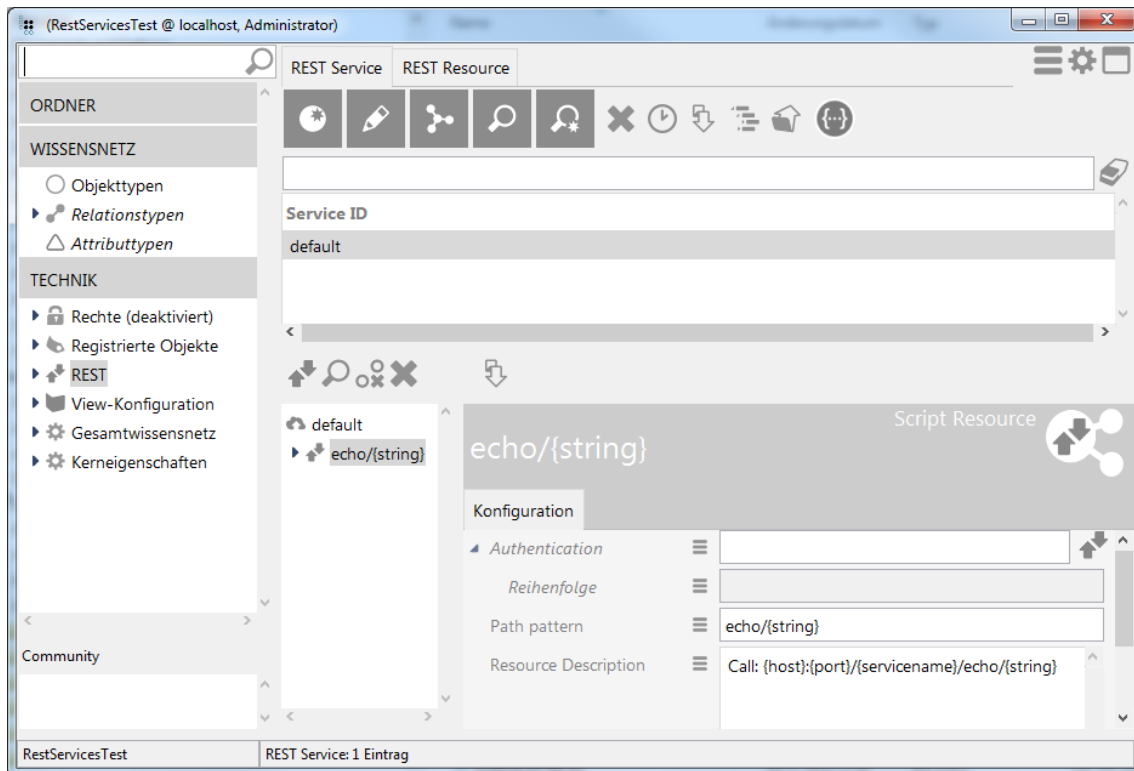 (RestServicesTest @ localhost, Administrator)
REST Service
REST Resource
ORDNER
WISSENSNETZ
Objekttypen
Relationstypen
Attributtypen
TECHNIK
Rechte (deaktiviert)
Registrierte Objekte
REST
View-Konfiguration
Gesamtwissensnetz
Kerneigenschaften
Community
Service ID
default
default
echo/{string}
Script Resource
echo/{string}
Konfiguration
Authentication
Reihenfolge
Path pattern
echo/{string}
Resource Description
Call: {host}:{port}/{servicename}/echo/{string}
RestServicesTest
REST Service: 1 Eintrag